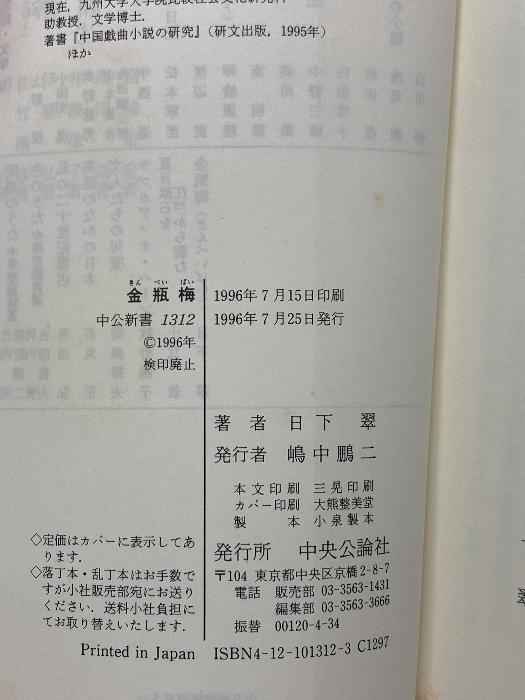 現在，九州大学大学院比較社会文化研究科
助教授，文学博士．
著書『中国戯曲小説の研究』（研文出版，1995年）
ほか
きん ぺい ばい
金 瓶 梅
中公新書 1312
©1996年
検印廃止
1996年7月15日印刷
1996年7月25日発行
著 者 日 下 翠
発行者 嶋 中 鵬 二
本文印刷 三晃印刷
カバー印刷 大熊整美堂
製 本 小泉製本
◇定価はカバーに表示してあ
ります．
◇落丁本・乱丁本はお手数で
すが小社販売部宛にお送り
ください．送料小社負担に
てお取り替えいたします．
発行所 中央公論社
〒104 東京都中央区京橋2-8-7
電話 販売部 03-3563-1431
編集部 03-3563-3666
振替 00120-4-34
Printed in Japan ISBN4-12-101312-3 C1297